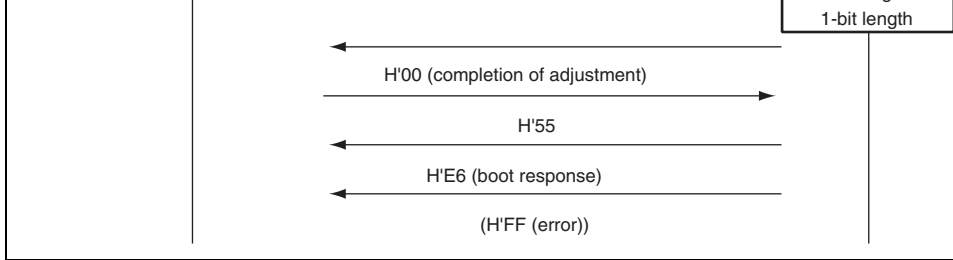 1-bit length
H'00 (completion of adjustment)
H'55
H'E6 (boot response)
(H'FF (error))